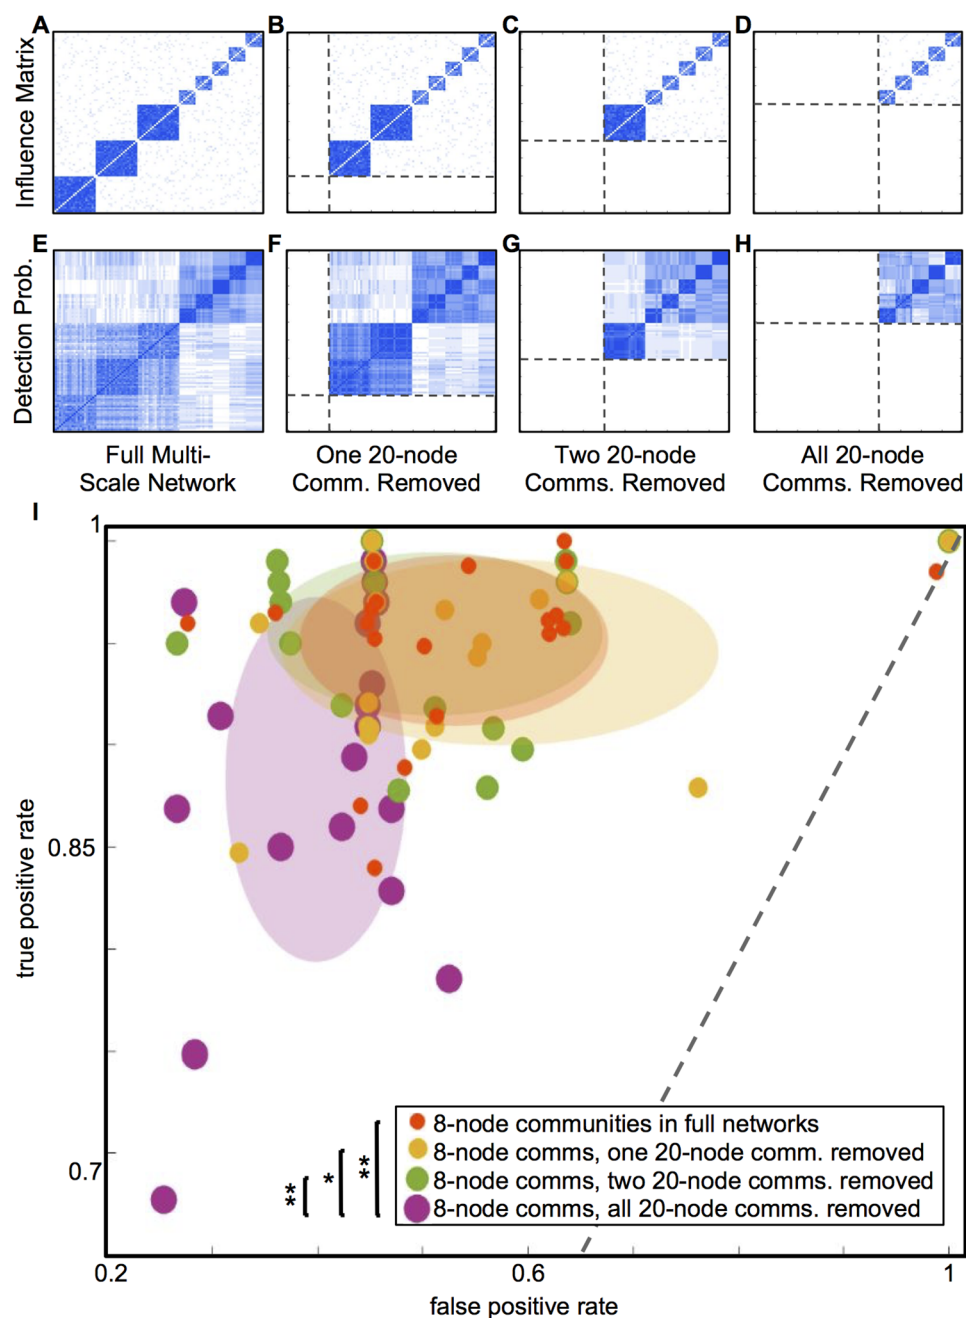 A B C D
Influence Matrix
E F G H
Detection Prob.
Full Multi-
Scale Network
One 20-node
Comm. Removed
Two 20-node
Comms. Removed
All 20-node
Comms. Removed
I
1
0.85
0.7
true positive rate
8-node communities in full networks
8-node comms, one 20-node comm. removed
8-node comms, two 20-node comms. removed
8-node comms, all 20-node comms. removed
** * **
0.2 0.6 1
false positive rate